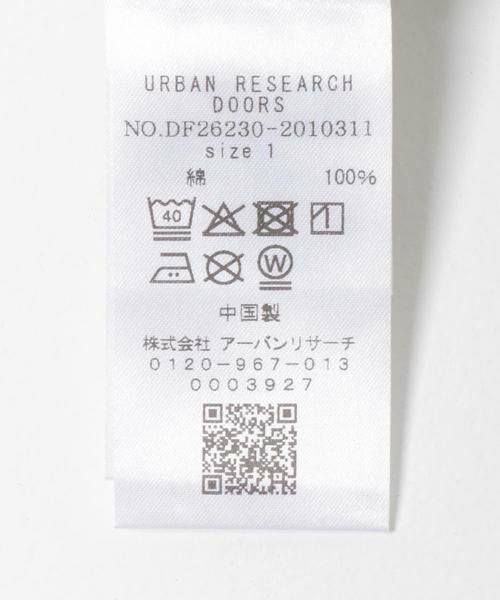 URBAN RESEARCH
DOORS
NO.DF26230-2010311
size 1
綿 100%
40
W
中国製
株式会社 アーバンリサーチ
0120-967-013
0003927